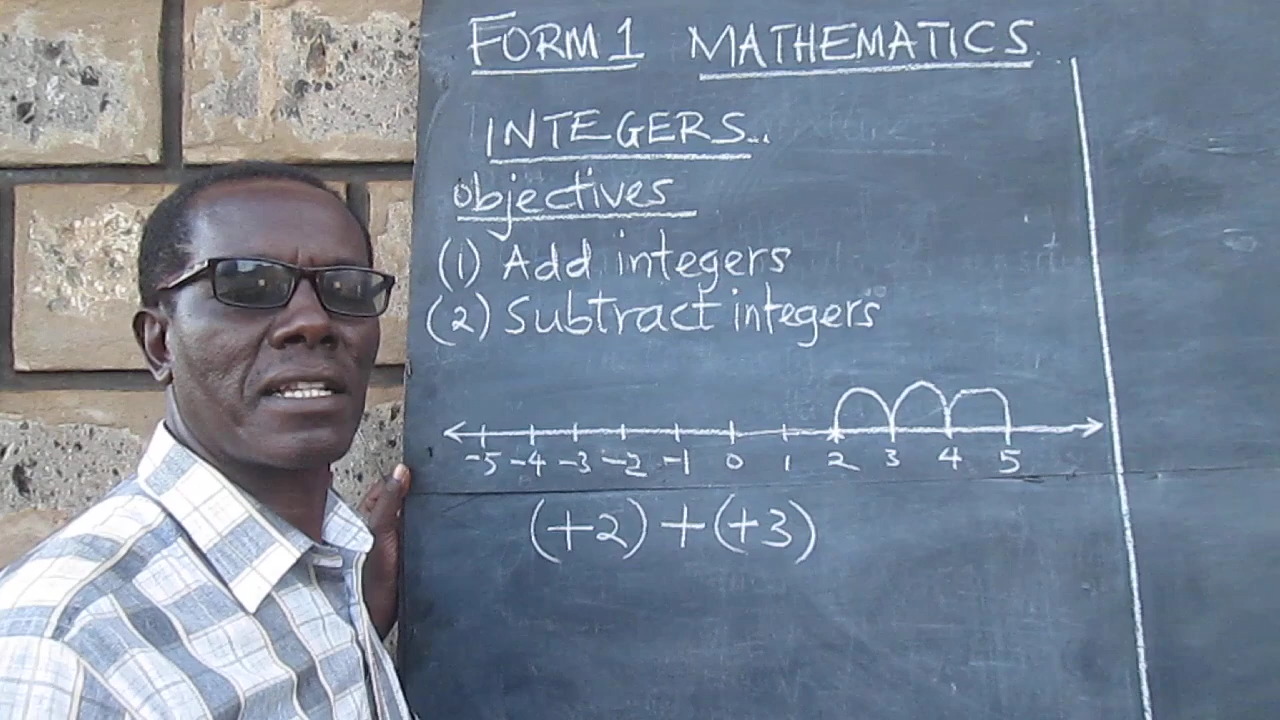 FORM 1 MATHEMATICS
INTEGERS..
objectives
(1) Add integers
(2) Subtract integers
-5 -4 -3 -2 -1 0 1 2 3 4 5
(+2)+(+3)